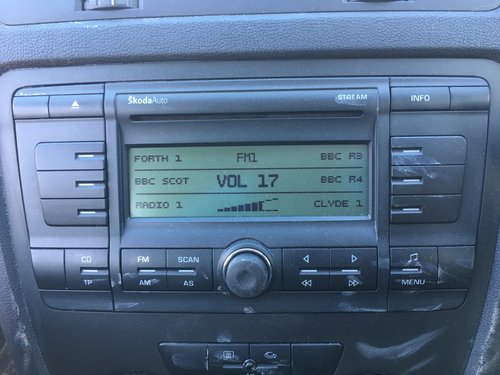 ŠkodaAuto STREAM
INFO
FORTH 1 FM1 BBC R3
BBC SCOT VOL 17 BBC R4
RADIO 1 CLYDE 1
CD FM SCAN
TP AM AS MENU